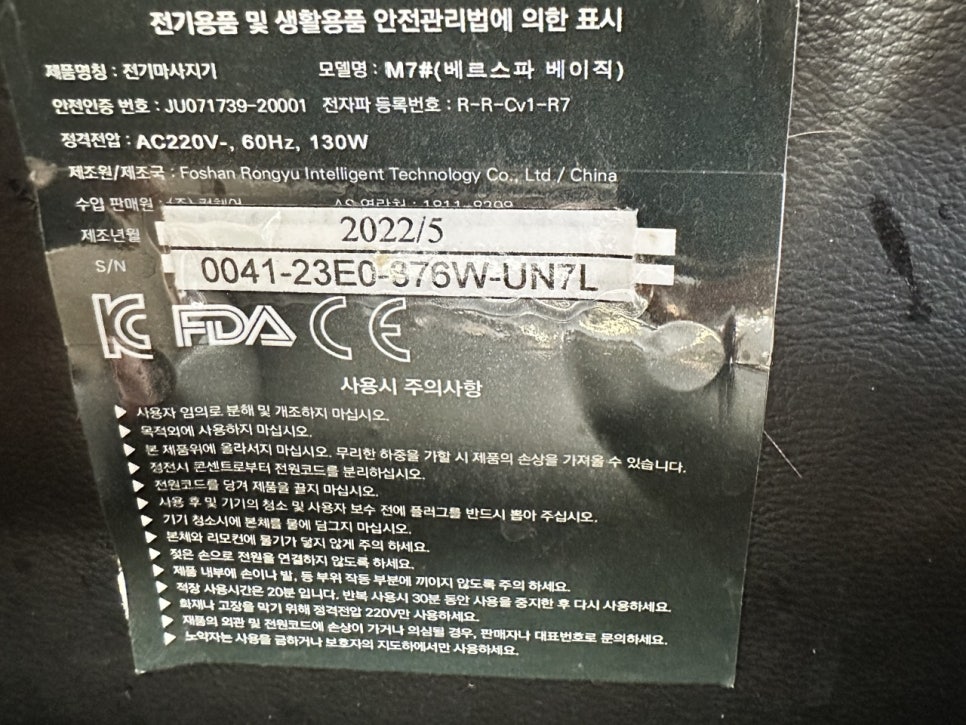 전기용품 및 생활용품 안전관리법에 의한 표시
제품명칭 : 전기마사지기 모델명 : M7#(베르스파 베이직)
안전인증 번호 : JU071739-20001 전자파 등록번호 : R-R-Cv1-R7
정격전압 : AC220V-, 60Hz, 130W
제조원/제조국 : Foshan Rongyu Intelligent Technology Co., Ltd / China
수입 판매원 : (주) AS 연락처 : 1811-8299
제조년월 2022/5
S/N 0041-23E0-376W-UN7L
KC FDA CE
사용시 주의사항
▶ 사용자 임의로 분해 및 개조하지 마십시오.
▶ 목적외에 사용하지 마십시오.
▶ 본 제품위에 올라서지 마십시오. 무리한 하중을 가할 시 제품의 손상을 가져올 수 있습니다.
▶ 정전시 콘센트로부터 전원코드를 분리하십시오.
▶ 전원코드를 당겨 제품을 끌지 마십시오.
▶ 사용 후 및 기기의 청소 및 사용자 보수 전에 플러그를 반드시 뽑아 주십시오.
▶ 기기 청소시에 본체를 물에 담그지 마십시오.
▶ 본체와 리모컨에 물기가 닿지 않게 주의 하세요.
▶ 젖은 손으로 전원을 연결하지 않도록 하세요.
▶ 제품 내부에 손이나 발, 등 부위 작동 부분에 끼이지 않도록 주의 하세요.
▶ 적장 사용시간은 20분 입니다. 반복 사용시 30분 동안 사용을 중지한 후 다시 사용하세요.
▶ 화재나 고장을 막기 위해 정격전압 220V만 사용하세요.
▶ 제품의 외관 및 전원코드에 손상이 가거나 의심될 경우, 판매자나 대표번호로 문의하세요.
▶ 노약자는 사용을 금하거나 보호자의 지도하에서만 사용하세요.